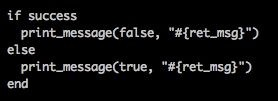 if success
  print_message(false, "#{ret_msg}")
else
  print_message(true, "#{ret_msg}")
end